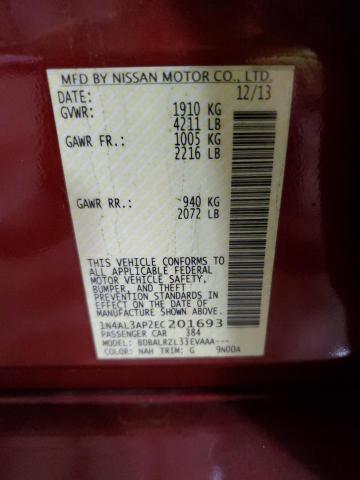 MFD BY NISSAN MOTOR CO., LTD.
DATE: 12/13
GVWR: 1910 KG
4211 LB
GAWR FR.: 1005 KG
2216 LB
GAWR RR.: 940 KG
2072 LB
THIS VEHICLE CONFORMS TO
ALL APPLICABLE FEDERAL
MOTOR VEHICLE SAFETY,
BUMPER, AND THEFT
PREVENTION STANDARDS IN
EFFECT ON THE DATE OF
MANUFACTURE SHOWN ABOVE.
1N4AL3AP2EC201693
PASSENGER CAR 384
MODEL: BDBALRZL33EVAAA---
COLOR: NAH TRIM: G 9N00A